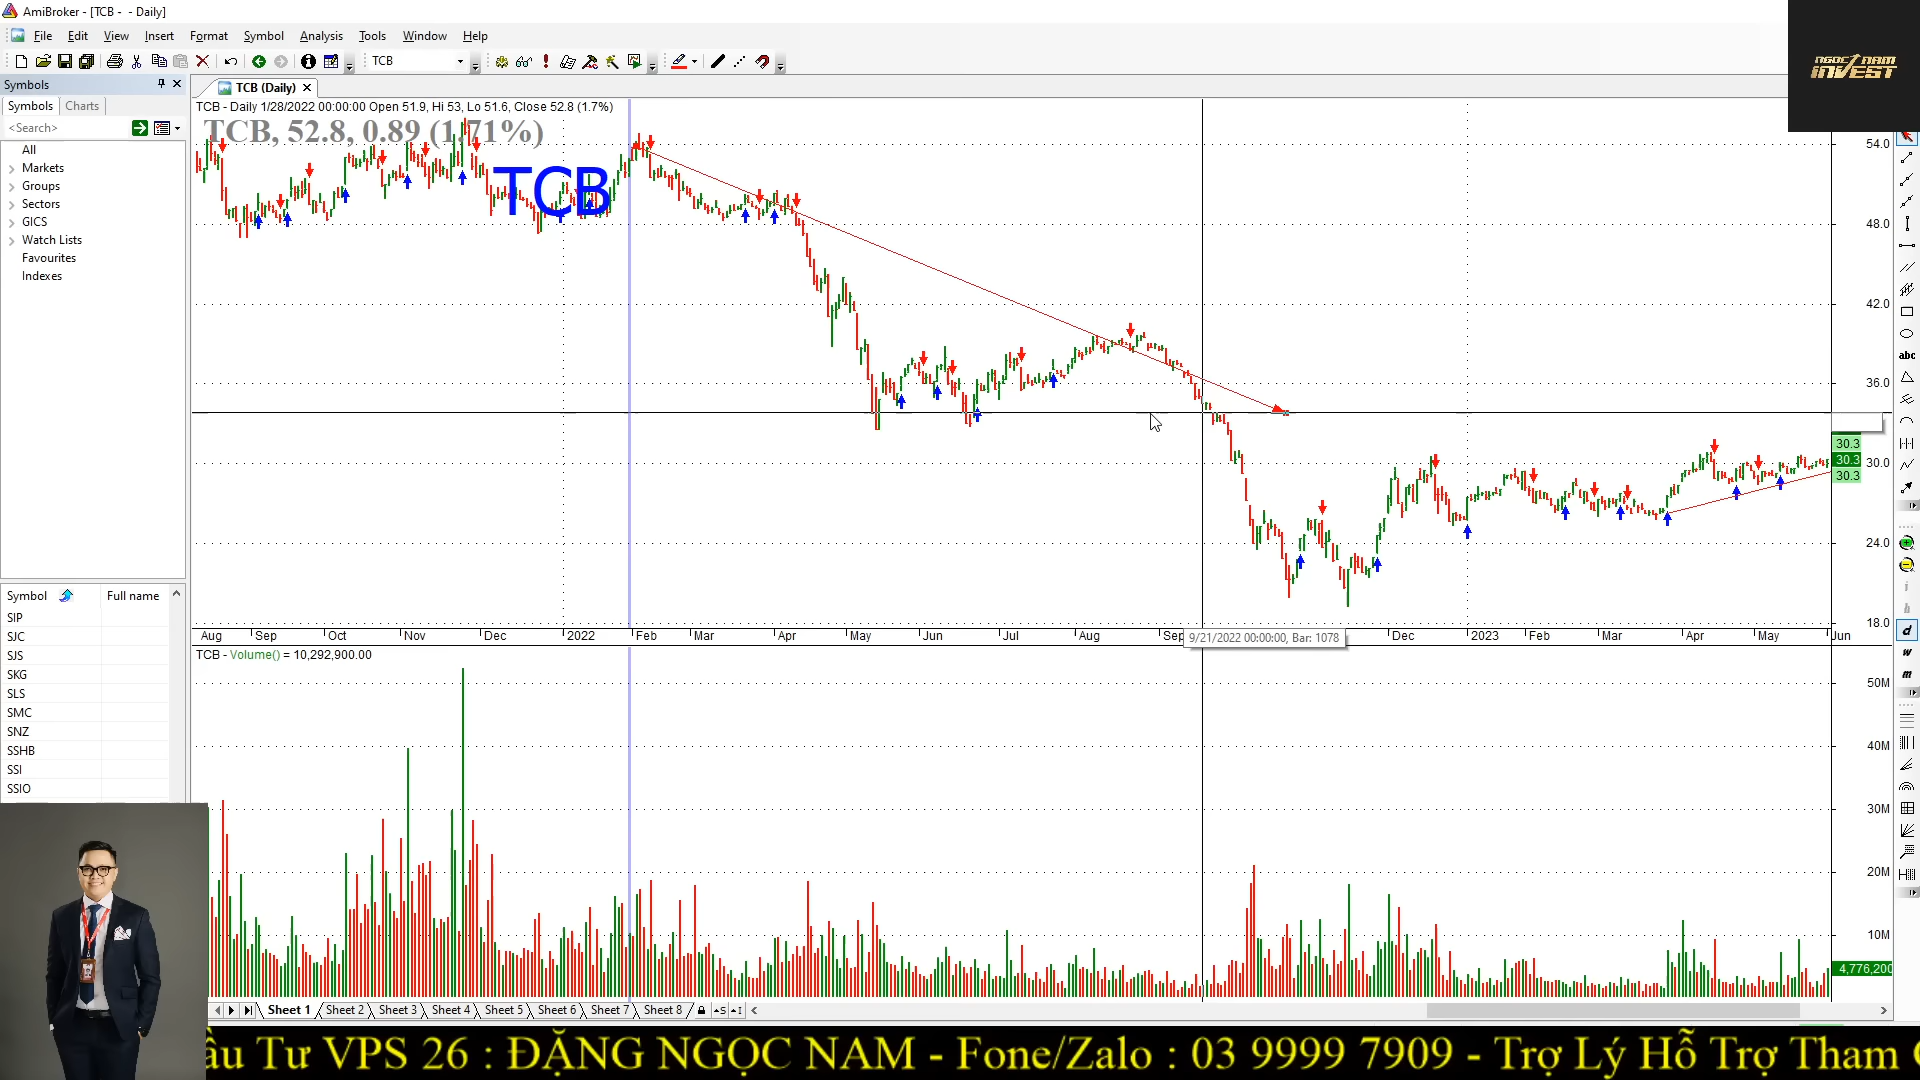 AmiBroker - [TCB - - Daily]
File Edit View Insert Format Symbol Analysis Tools Window Help
TCB
NGOC NAM
INVEST
Symbols
TCB (Daily)
Symbols Charts
<Search>
All
Markets
Groups
Sectors
GICS
Watch Lists
Favourites
Indexes
TCB - Daily 1/28/2022 00:00:00 Open 51.9, Hi 53, Lo 51.6, Close 52.8 (1.7%)
TCB, 52.8, 0.89 (1.71%)
TCB
54.0
48.0
42.0
36.0
30.3
30.3
30.0
30.3
24.0
18.0
Aug Sep Oct Nov Dec 2022 Feb Mar Apr May Jun Jul Aug Sep 9/21/2022 00:00:00, Bar: 1078 Dec 2023 Feb Mar Apr May Jun
TCB - Volume() = 10,292,900.00
50M
40M
30M
20M
10M
4,776,200
abc
d
w
m
Symbol Full name
SIP
SJC
SJS
SKG
SLS
SMC
SNZ
SSHB
SSI
SSIO
Sheet 1 Sheet 2 Sheet 3 Sheet 4 Sheet 5 Sheet 6 Sheet 7 Sheet 8
ầu Tư VPS 26 : ĐẶNG NGỌC NAM - Fone/Zalo : 03 9999 7909 - Trợ Lý Hỗ Trợ Tham